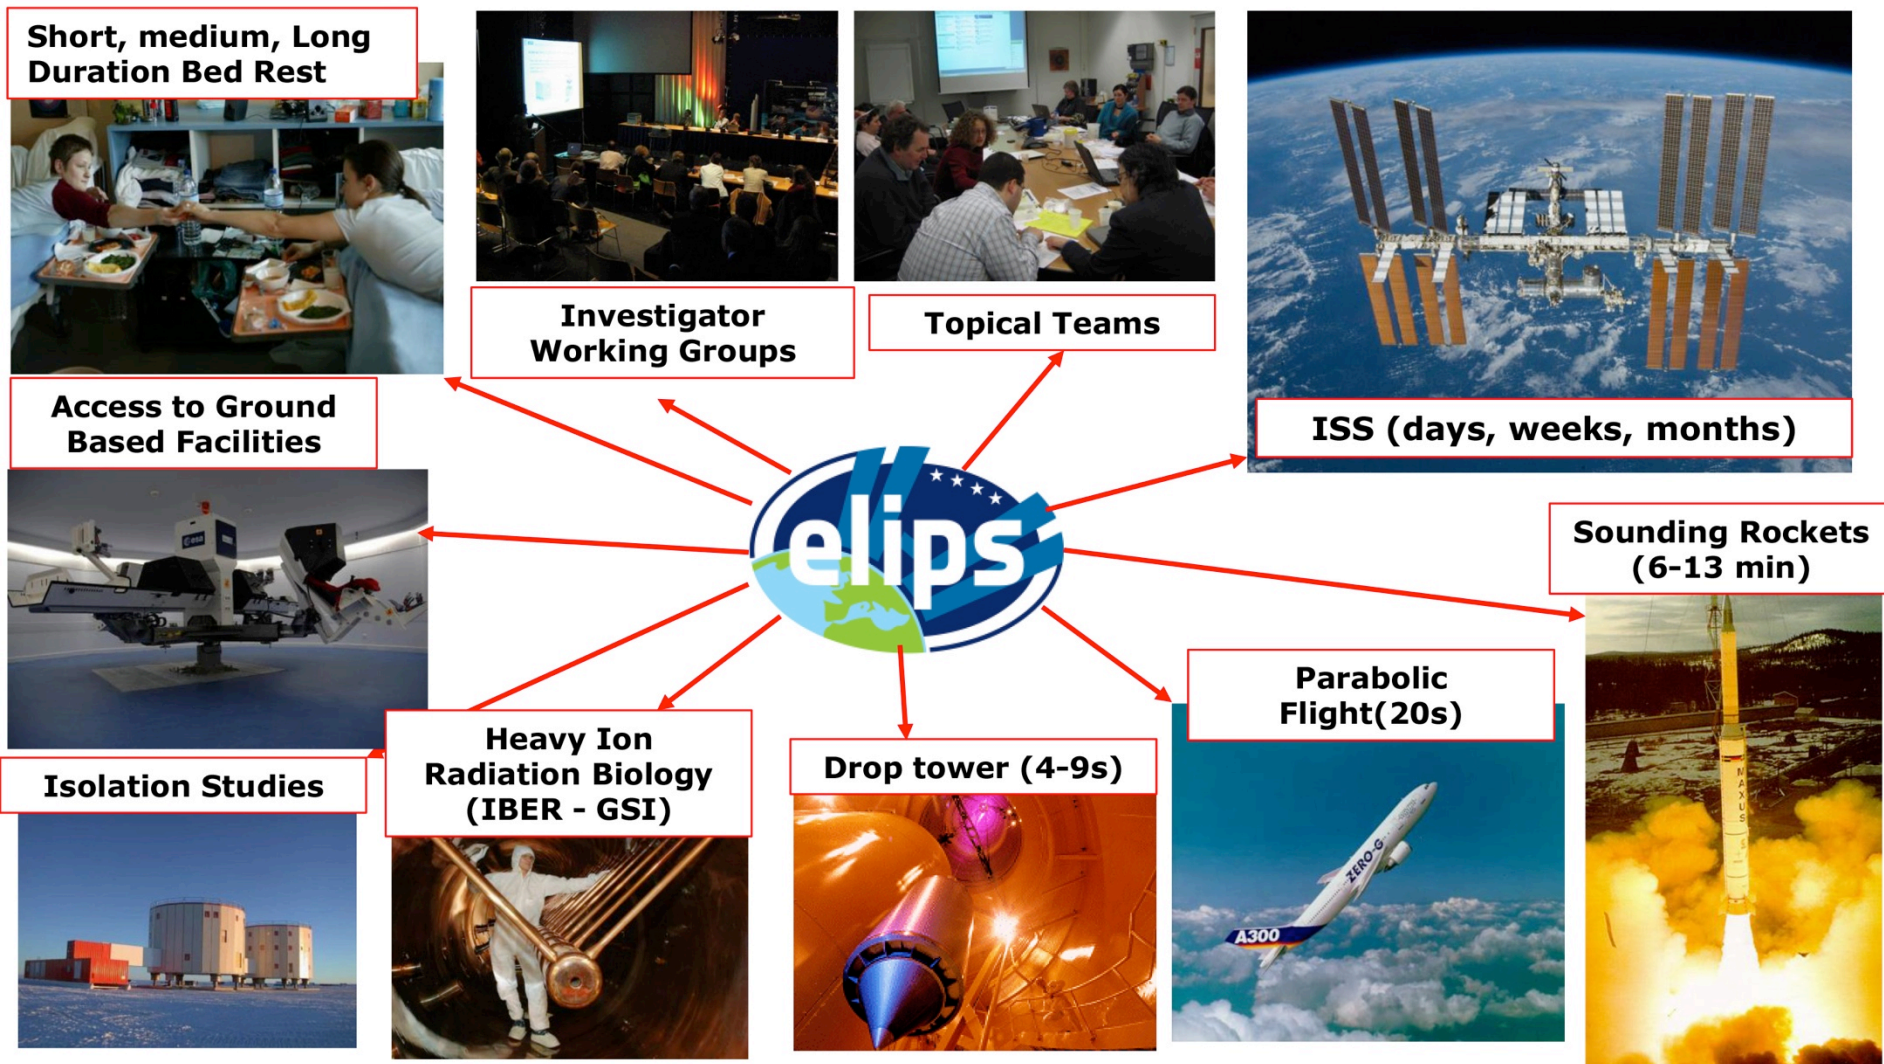 Short, medium, Long
Duration Bed Rest
Investigator
Working Groups
Topical Teams
ISS (days, weeks, months)
Access to Ground
Based Facilities
esa
elips
Sounding Rockets
(6-13 min)
MAXUS
Parabolic
Flight(20s)
ZERO-G
A300
Drop tower (4-9s)
Heavy Ion
Radiation Biology
(IBER - GSI)
Isolation Studies